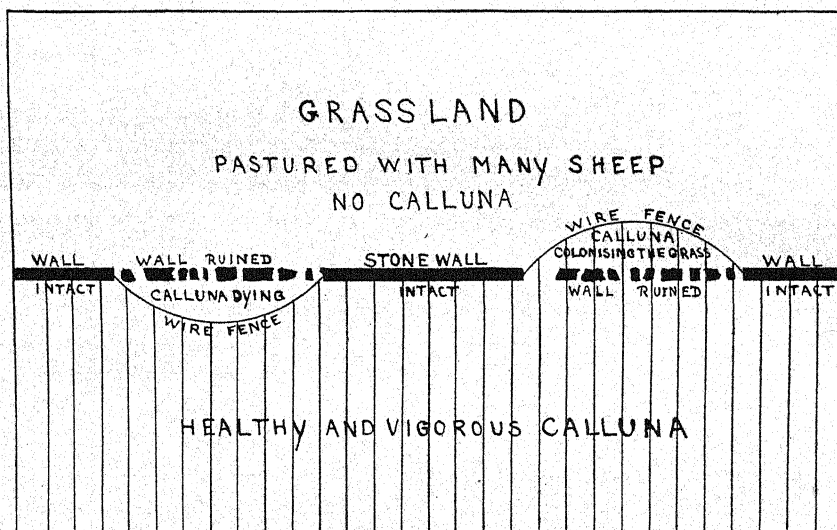 GRASSLAND
PASTURED WITH MANY SHEEP
NO CALLUNA
WIRE FENCE
CALLUNA
COLONISING THE GRASS
WALL
WALL RUINED
STONE WALL
WALL
INTACT
CALLUNA DYING
INTACT
WALL RUINED
INTACT
WIRE FENCE
HEALTHY AND VIGOROUS CALLUNA